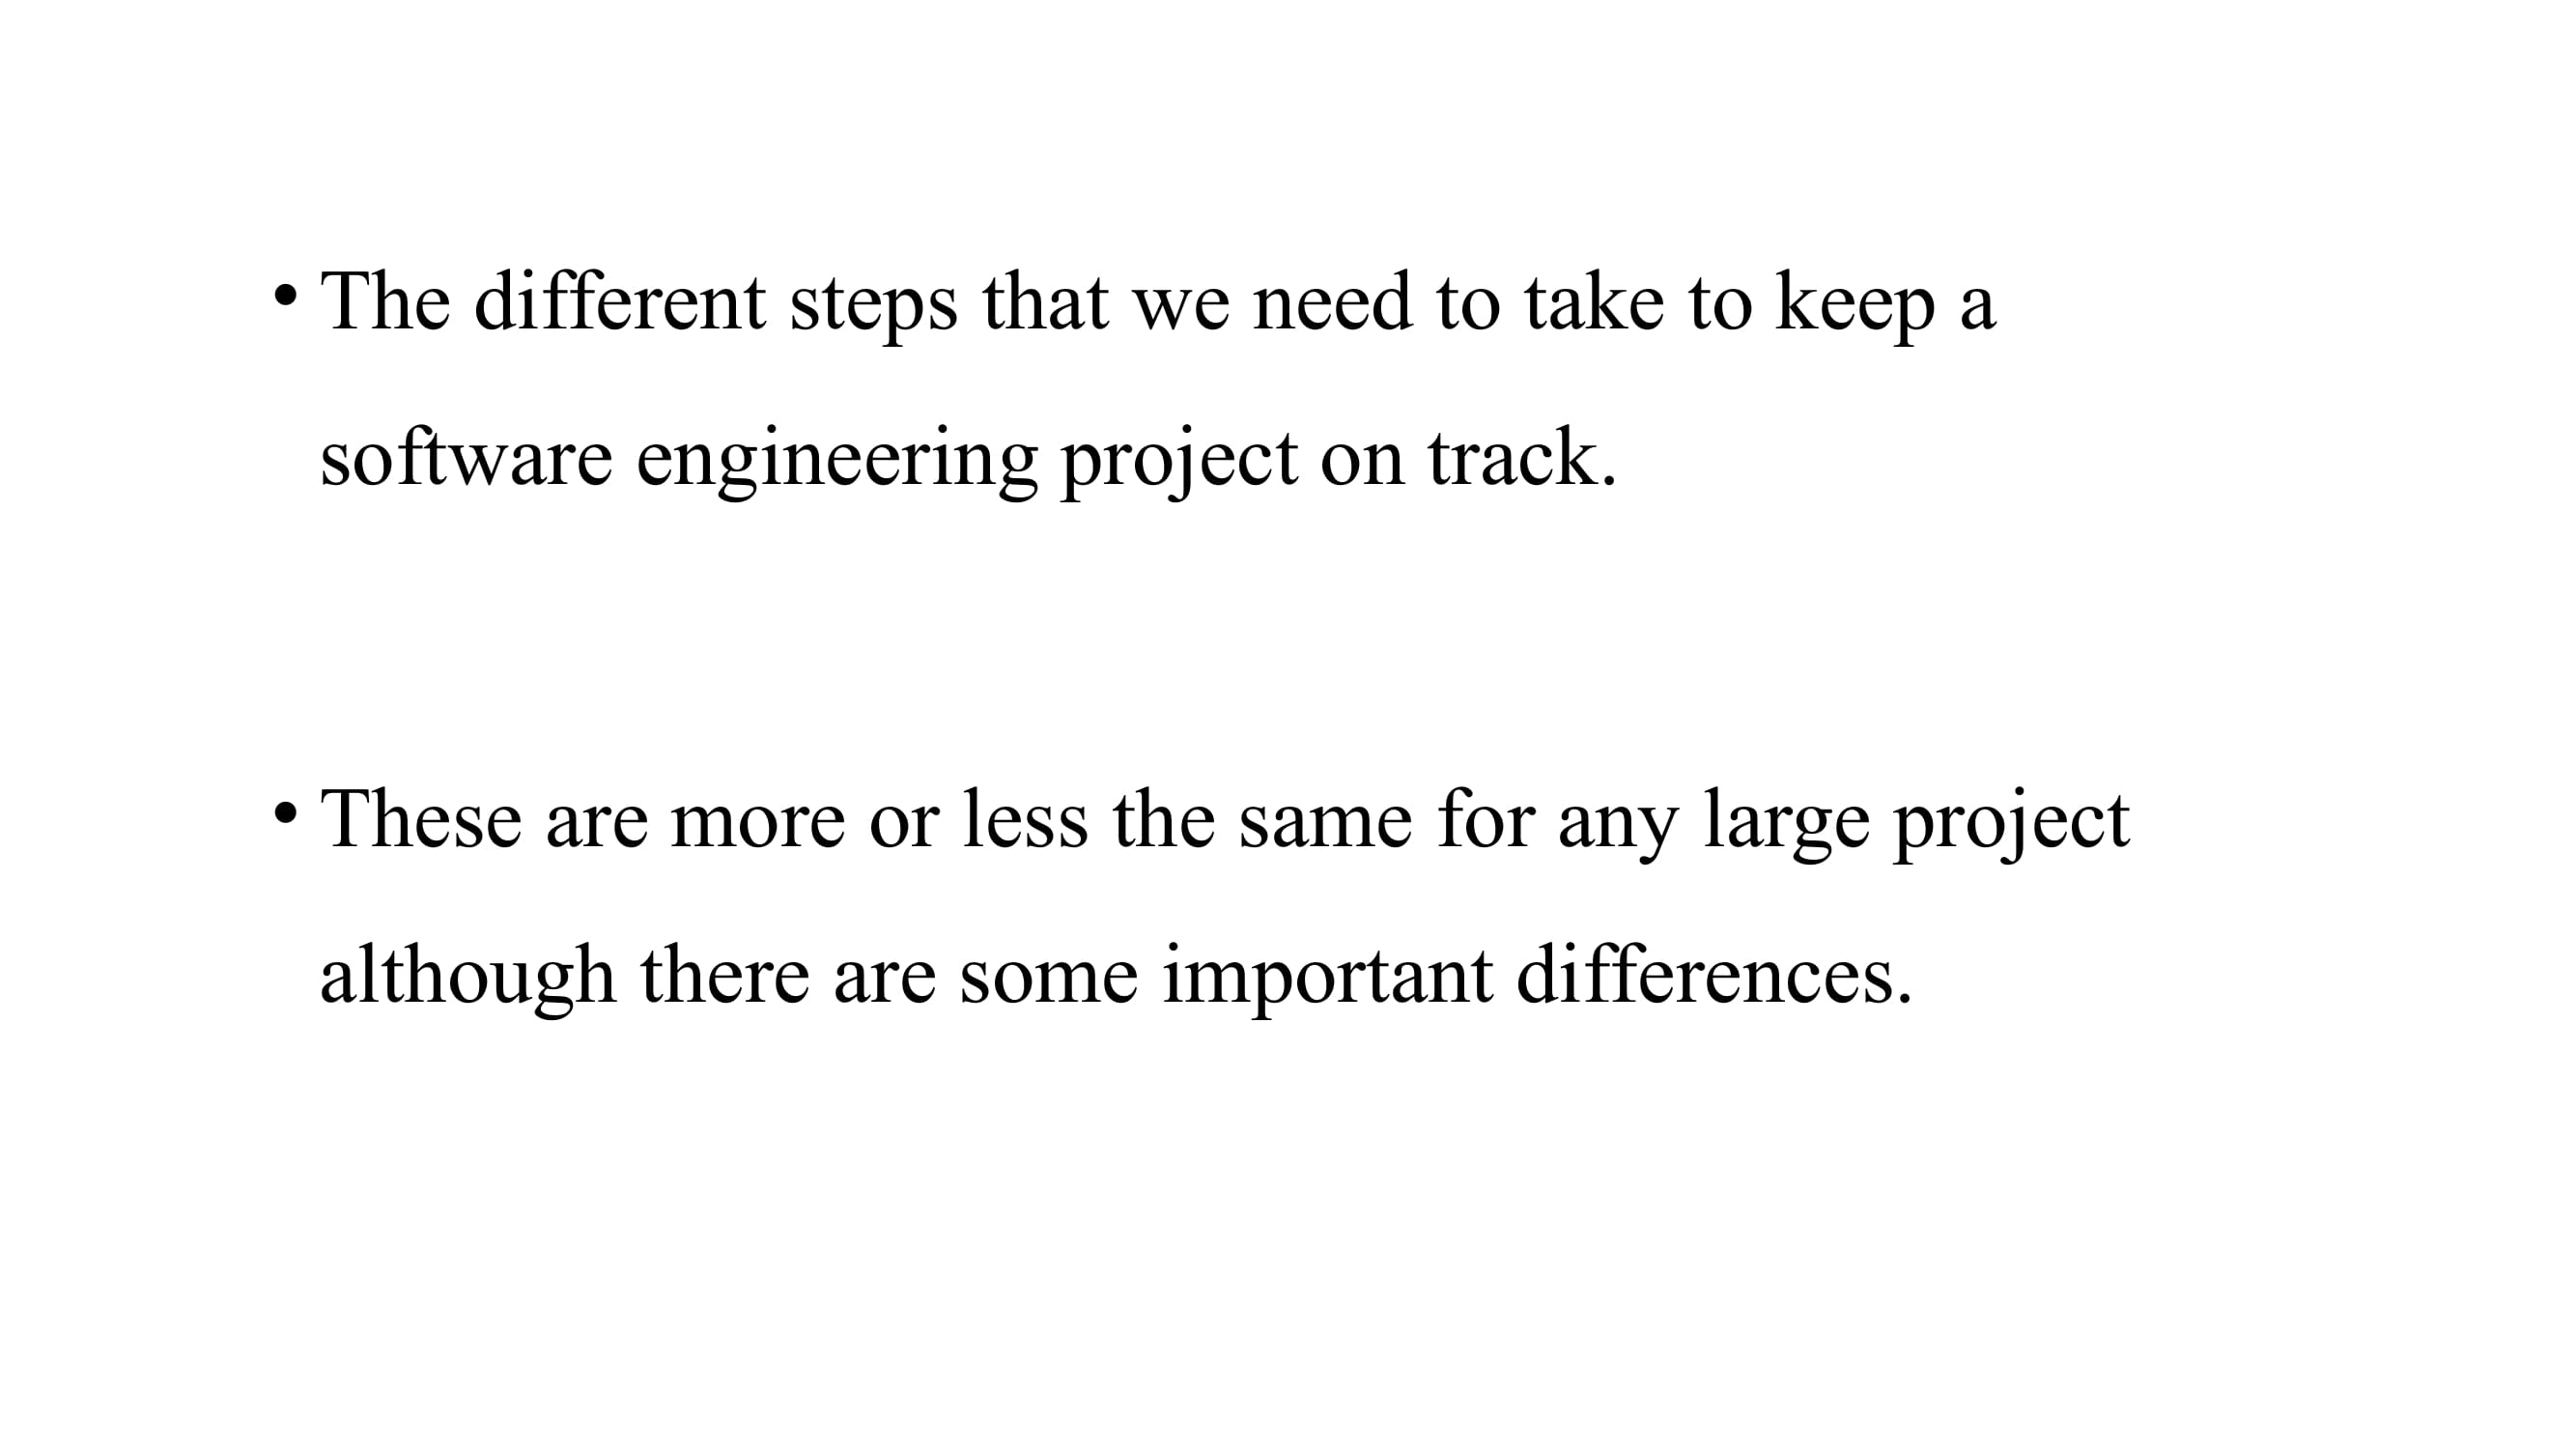 • The different steps that we need to take to keep a
software engineering project on track.
• These are more or less the same for any large project
although there are some important differences.